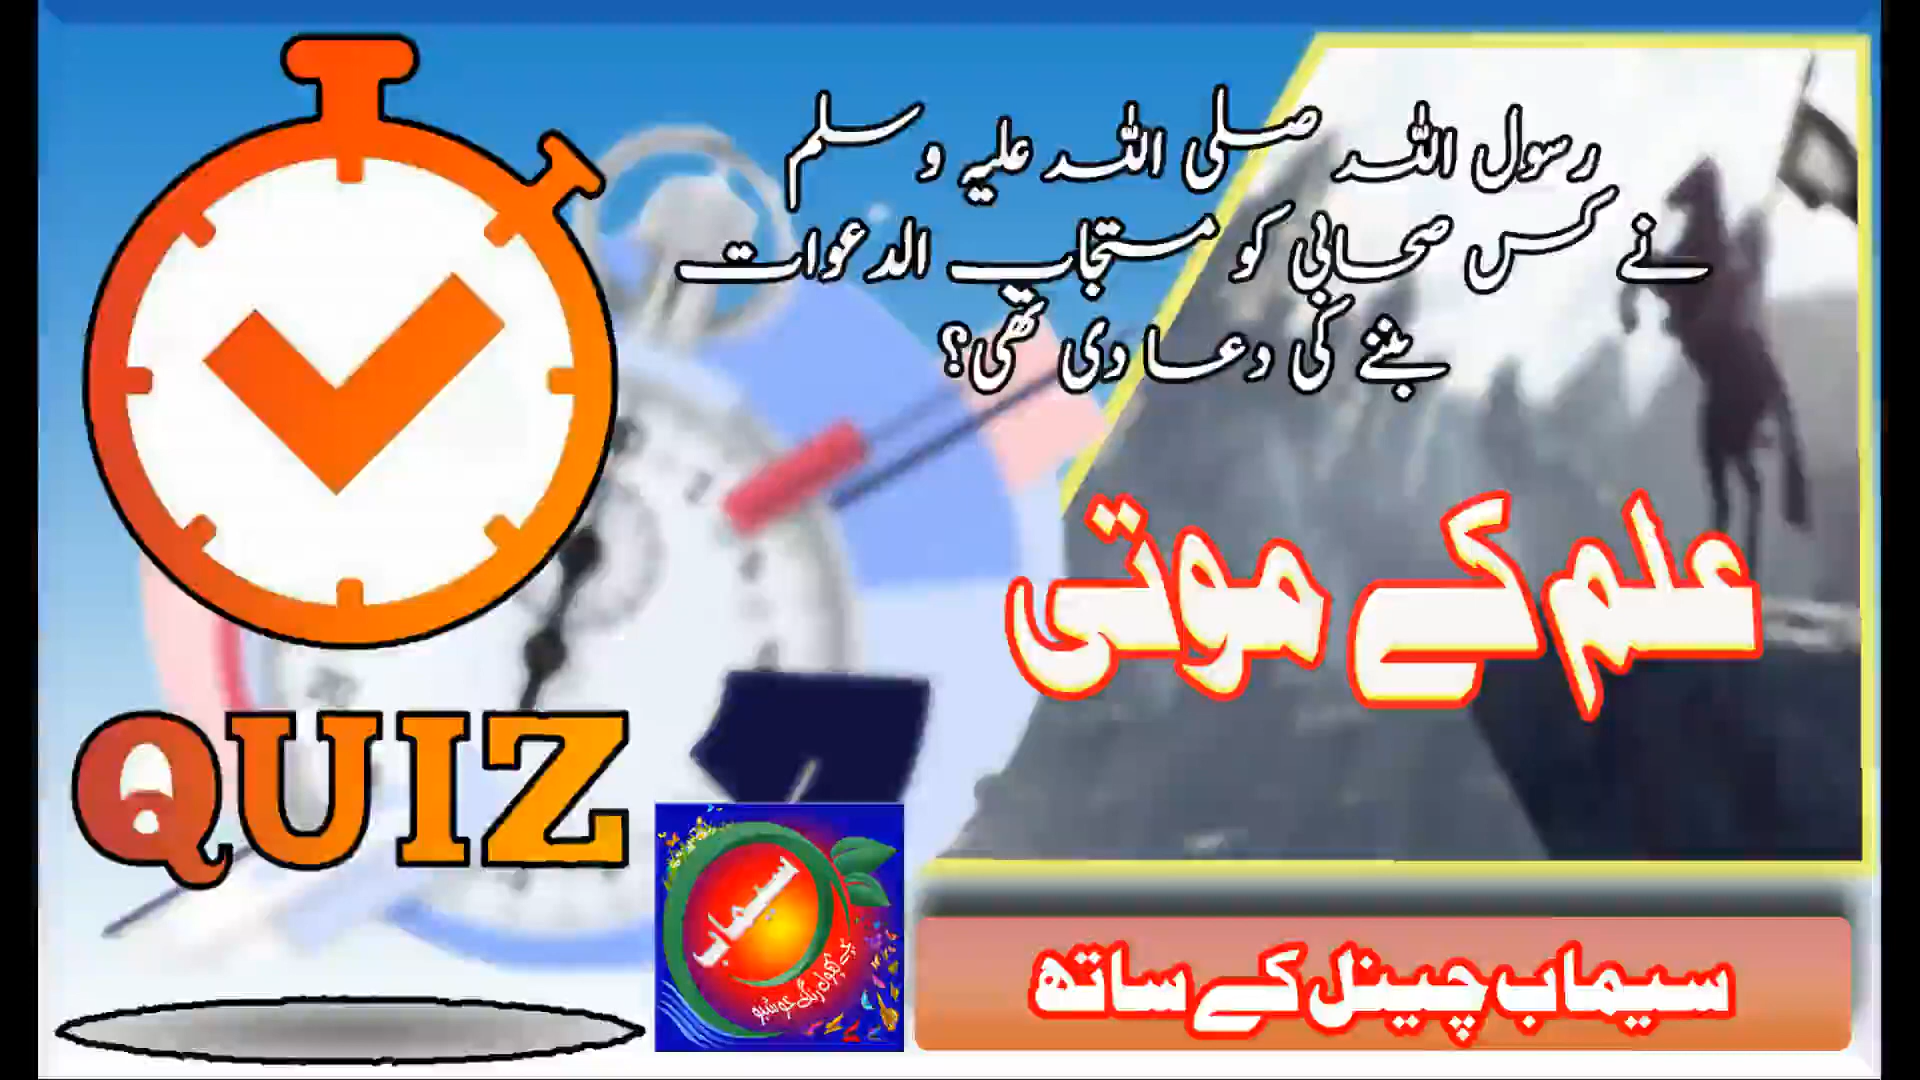 رسول اللہ صلی اللہ علیہ وسلم
نے کس صحابی کو مستجاب الدعوات
بننے کی دعا دی تھی؟
علم کے موتی
QUIZ
سیماب
سیماب چینل کے ساتھ